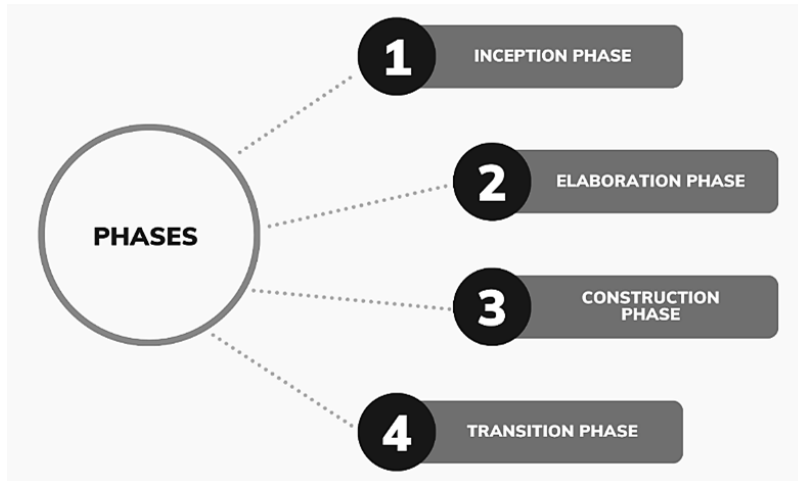 PHASES
1
INCEPTION PHASE
2
ELABORATION PHASE
3
CONSTRUCTION
PHASE
4
TRANSITION PHASE